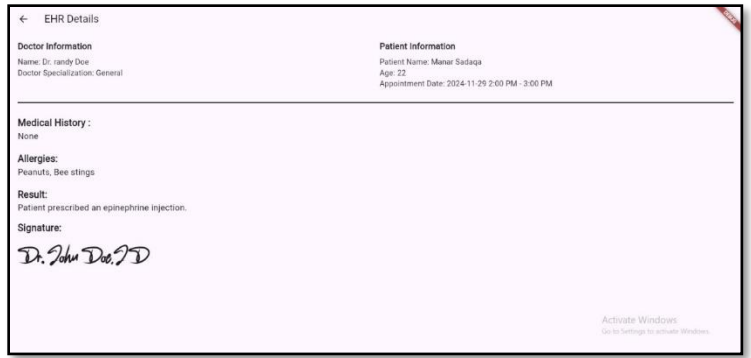 ← EHR Details
Doctor Information
Name: Dr. randy Doe
Doctor Specialization: General
Patient Information
Patient Name: Manar Sadaqa
Age: 22
Appointment Date: 2024-11-29 2:00 PM - 3:00 PM
Medical History :
None
Allergies:
Peanuts, Bee stings
Result:
Patient prescribed an epinephrine injection.
Signature:
Dr. John Doe. JD
Activate Windows
Go to Settings to activate Windows.